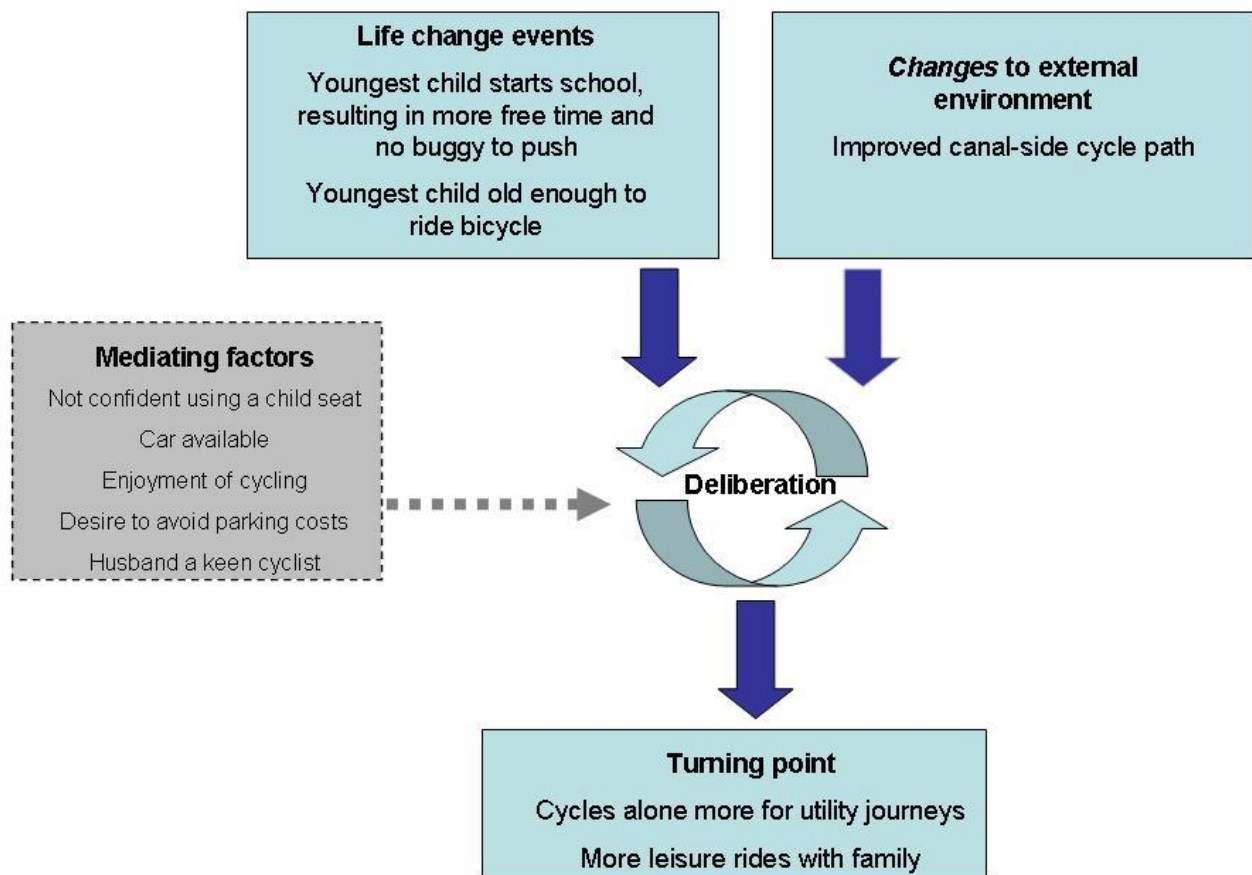 Life change events
Youngest child starts school,
resulting in more free time and
no buggy to push
Youngest child old enough to
ride bicycle
Changes to external
environment
Improved canal-side cycle path
Mediating factors
Not confident using a child seat
Car available
Enjoyment of cycling
Desire to avoid parking costs
Husband a keen cyclist
Deliberation
Turning point
Cycles alone more for utility journeys
More leisure rides with family